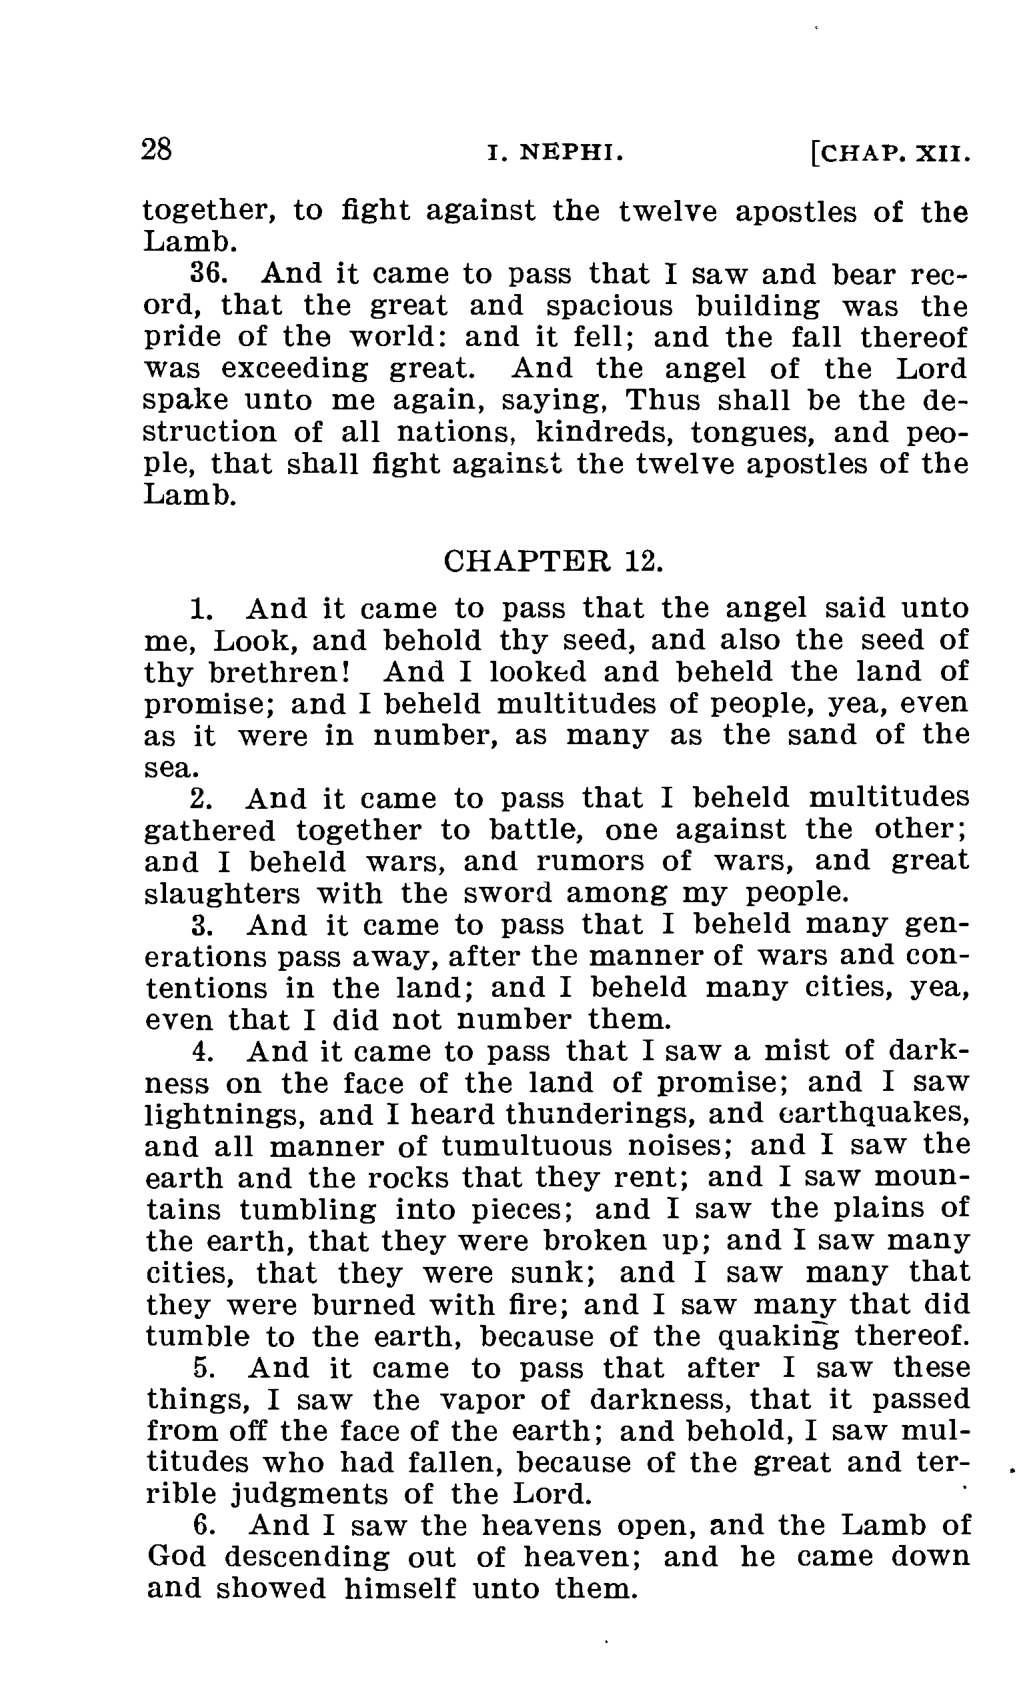 28 I. NEPHI. [CHAP. XII.
together, to fight against the twelve apostles of the
Lamb.
36. And it came to pass that I saw and bear rec-
ord, that the great and spacious building was the
pride of the world: and it fell; and the fall thereof
was exceeding great. And the angel of the Lord
spake unto me again, saying, Thus shall be the de-
struction of all nations, kindreds, tongues, and peo-
ple, that shall fight against the twelve apostles of the
Lamb.
CHAPTER 12.
1. And it came to pass that the angel said unto
me, Look, and behold thy seed, and also the seed of
thy brethren! And I looked and beheld the land of
promise; and I beheld multitudes of people, yea, even
as it were in number, as many as the sand of the
sea.
2. And it came to pass that I beheld multitudes
gathered together to battle, one against the other;
and I beheld wars, and rumors of wars, and great
slaughters with the sword among my people.
3. And it came to pass that I beheld many gen-
erations pass away, after the manner of wars and con-
tentions in the land; and I beheld many cities, yea,
even that I did not number them.
4. And it came to pass that I saw a mist of dark-
ness on the face of the land of promise; and I saw
lightnings, and I heard thunderings, and earthquakes,
and all manner of tumultuous noises; and I saw the
earth and the rocks that they rent; and I saw moun-
tains tumbling into pieces; and I saw the plains of
the earth, that they were broken up; and I saw many
cities, that they were sunk; and I saw many that
they were burned with fire; and I saw many that did
tumble to the earth, because of the quaking thereof.
5. And it came to pass that after I saw these
things, I saw the vapor of darkness, that it passed
from off the face of the earth; and behold, I saw mul-
titudes who had fallen, because of the great and ter-
rible judgments of the Lord.
6. And I saw the heavens open, and the Lamb of
God descending out of heaven; and he came down
and showed himself unto them.